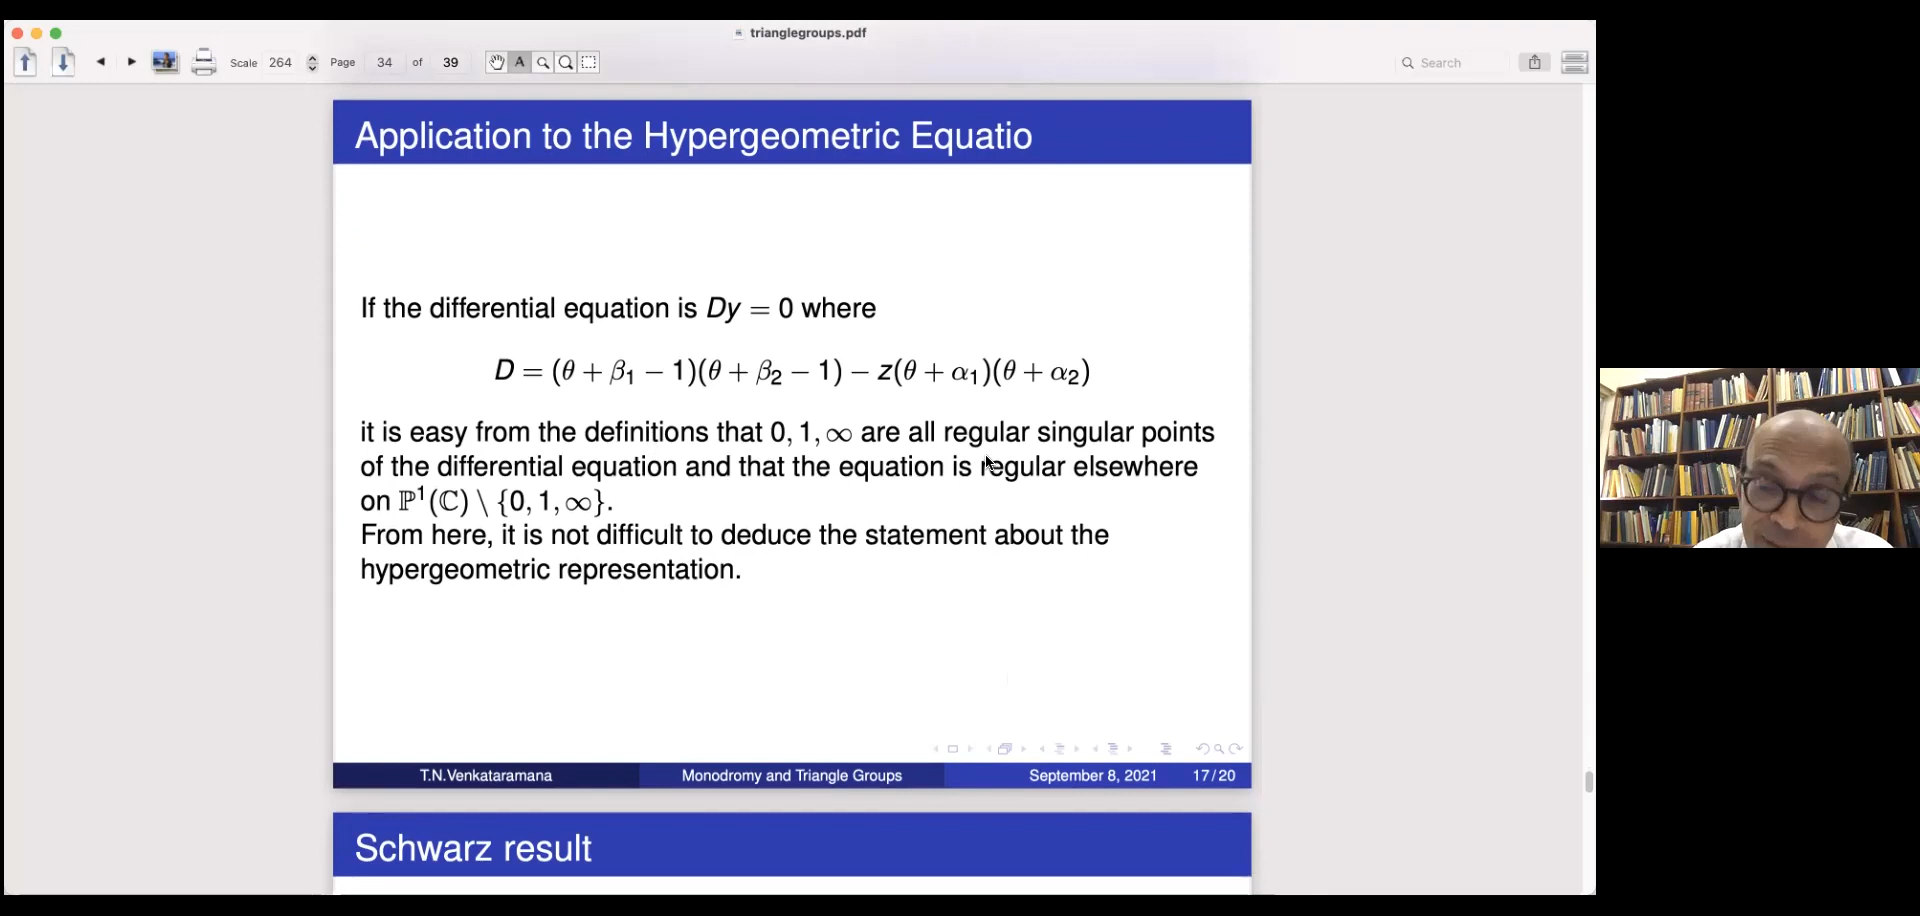 trianglegroups.pdf
Scale 264 Page 34 of 39 A Search
Application to the Hypergeometric Equatio
If the differential equation is Dy = 0 where
D = (θ + β₁ − 1)(θ + β₂ − 1) − z(θ + α₁)(θ + α₂)
it is easy from the definitions that 0, 1, ∞ are all regular singular points
of the differential equation and that the equation is regular elsewhere
on ℙ¹(ℂ) \ {0, 1, ∞}.
From here, it is not difficult to deduce the statement about the
hypergeometric representation.
T.N.Venkataramana Monodromy and Triangle Groups September 8, 2021 17/20
Schwarz result